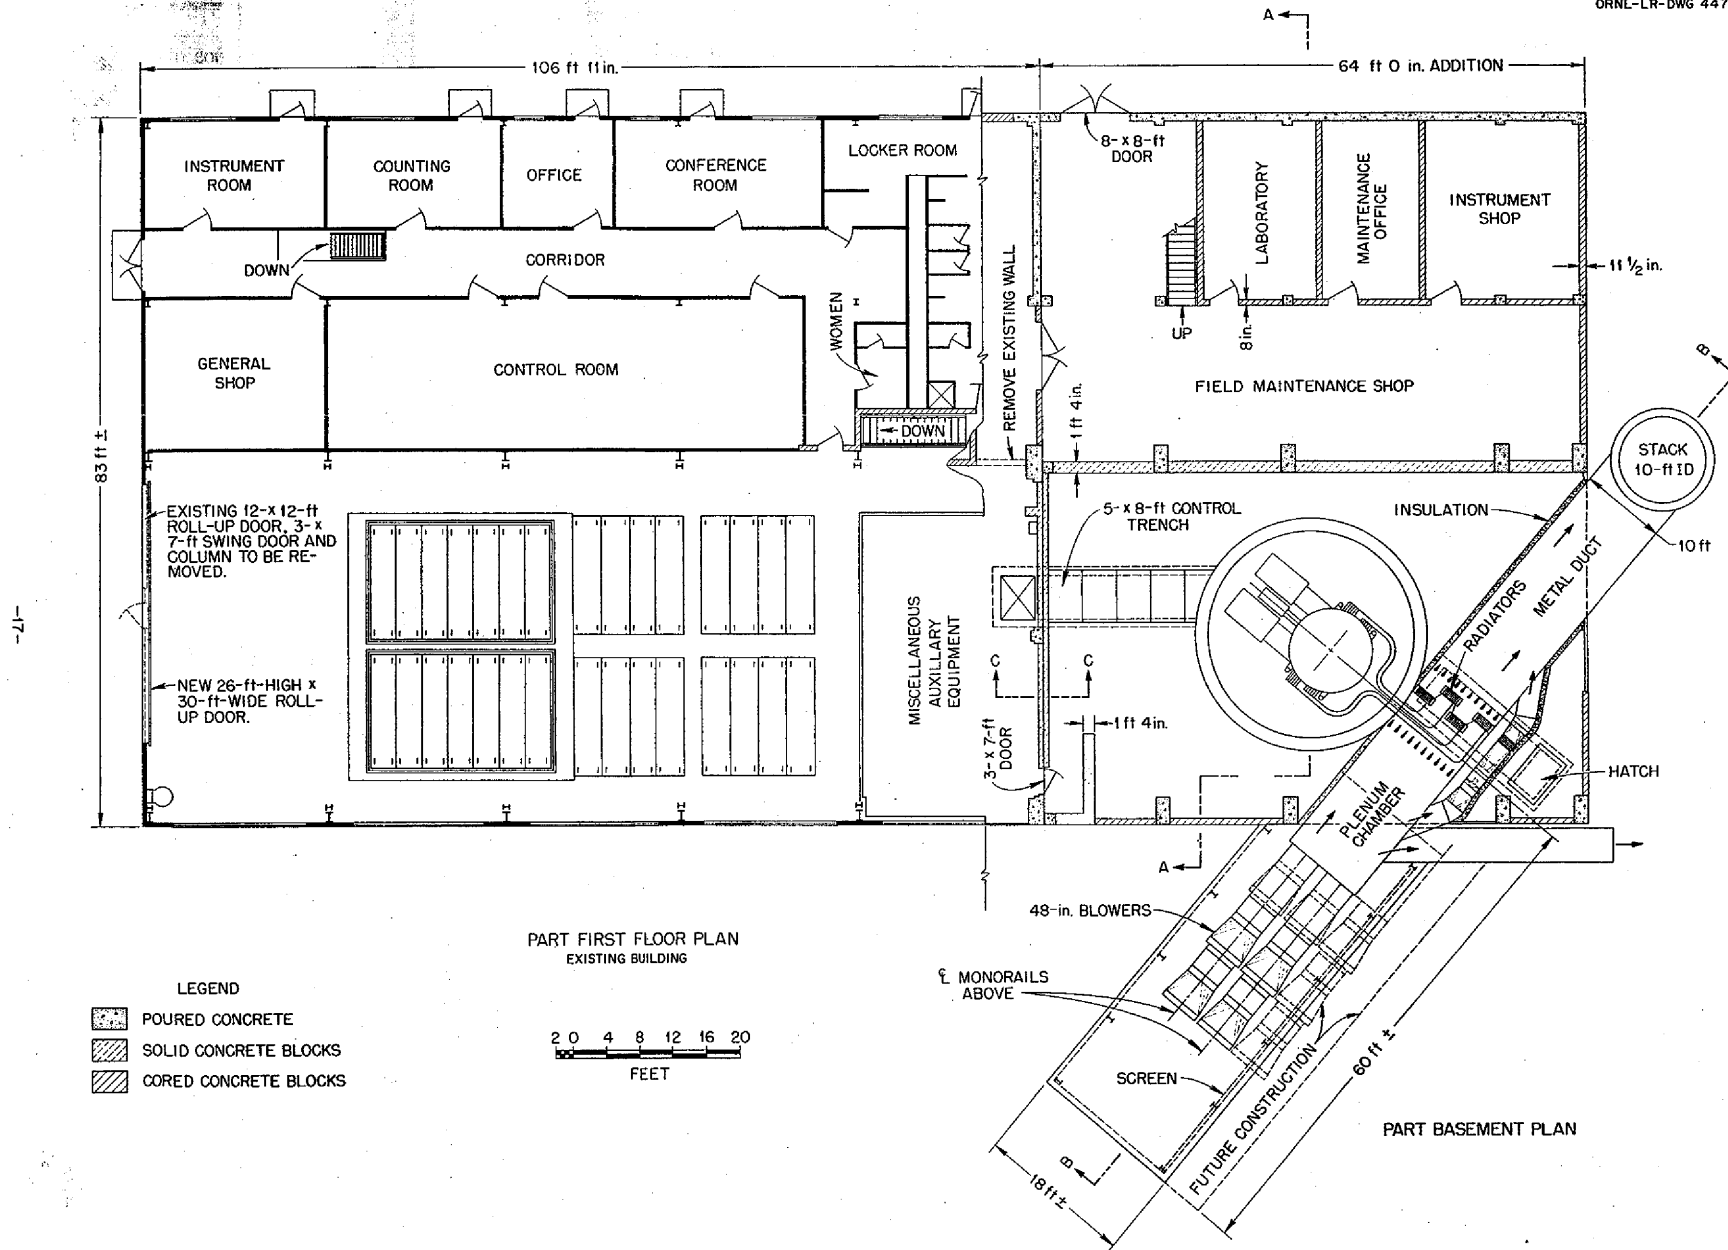 ORNL-LR-DWG 447
A
106 ft 11 in.
64 ft 0 in. ADDITION
8- x 8-ft
DOOR
INSTRUMENT
ROOM
COUNTING
ROOM
OFFICE
CONFERENCE
ROOM
LOCKER ROOM
LABORATORY
MAINTENANCE
OFFICE
INSTRUMENT
SHOP
11 1/2 in.
DOWN
CORRIDOR
WOMEN
REMOVE EXISTING WALL
UP
8 in.
B
GENERAL
SHOP
CONTROL ROOM
FIELD MAINTENANCE SHOP
1 ft 4 in.
DOWN
83 ft ±
STACK
10-ft ID
EXISTING 12- x 12-ft
ROLL-UP DOOR, 3- x
7-ft SWING DOOR AND
COLUMN TO BE RE-
MOVED.
5- x 8-ft CONTROL
TRENCH
INSULATION
10 ft
METAL DUCT
RADIATORS
-17-
MISCELLANEOUS
AUXILLARY
EQUIPMENT
C
C
NEW 26-ft-HIGH x
30-ft-WIDE ROLL-
UP DOOR.
1 ft 4 in.
3- x 7-ft
DOOR
HATCH
PLENUM
CHAMBER
A
48-in. BLOWERS
PART FIRST FLOOR PLAN
EXISTING BUILDING
℄ MONORAILS
ABOVE
LEGEND
POURED CONCRETE
SOLID CONCRETE BLOCKS
CORED CONCRETE BLOCKS
2 0 4 8 12 16 20
FEET
SCREEN
FUTURE CONSTRUCTION
60 ft ±
PART BASEMENT PLAN
B
18 ft ±